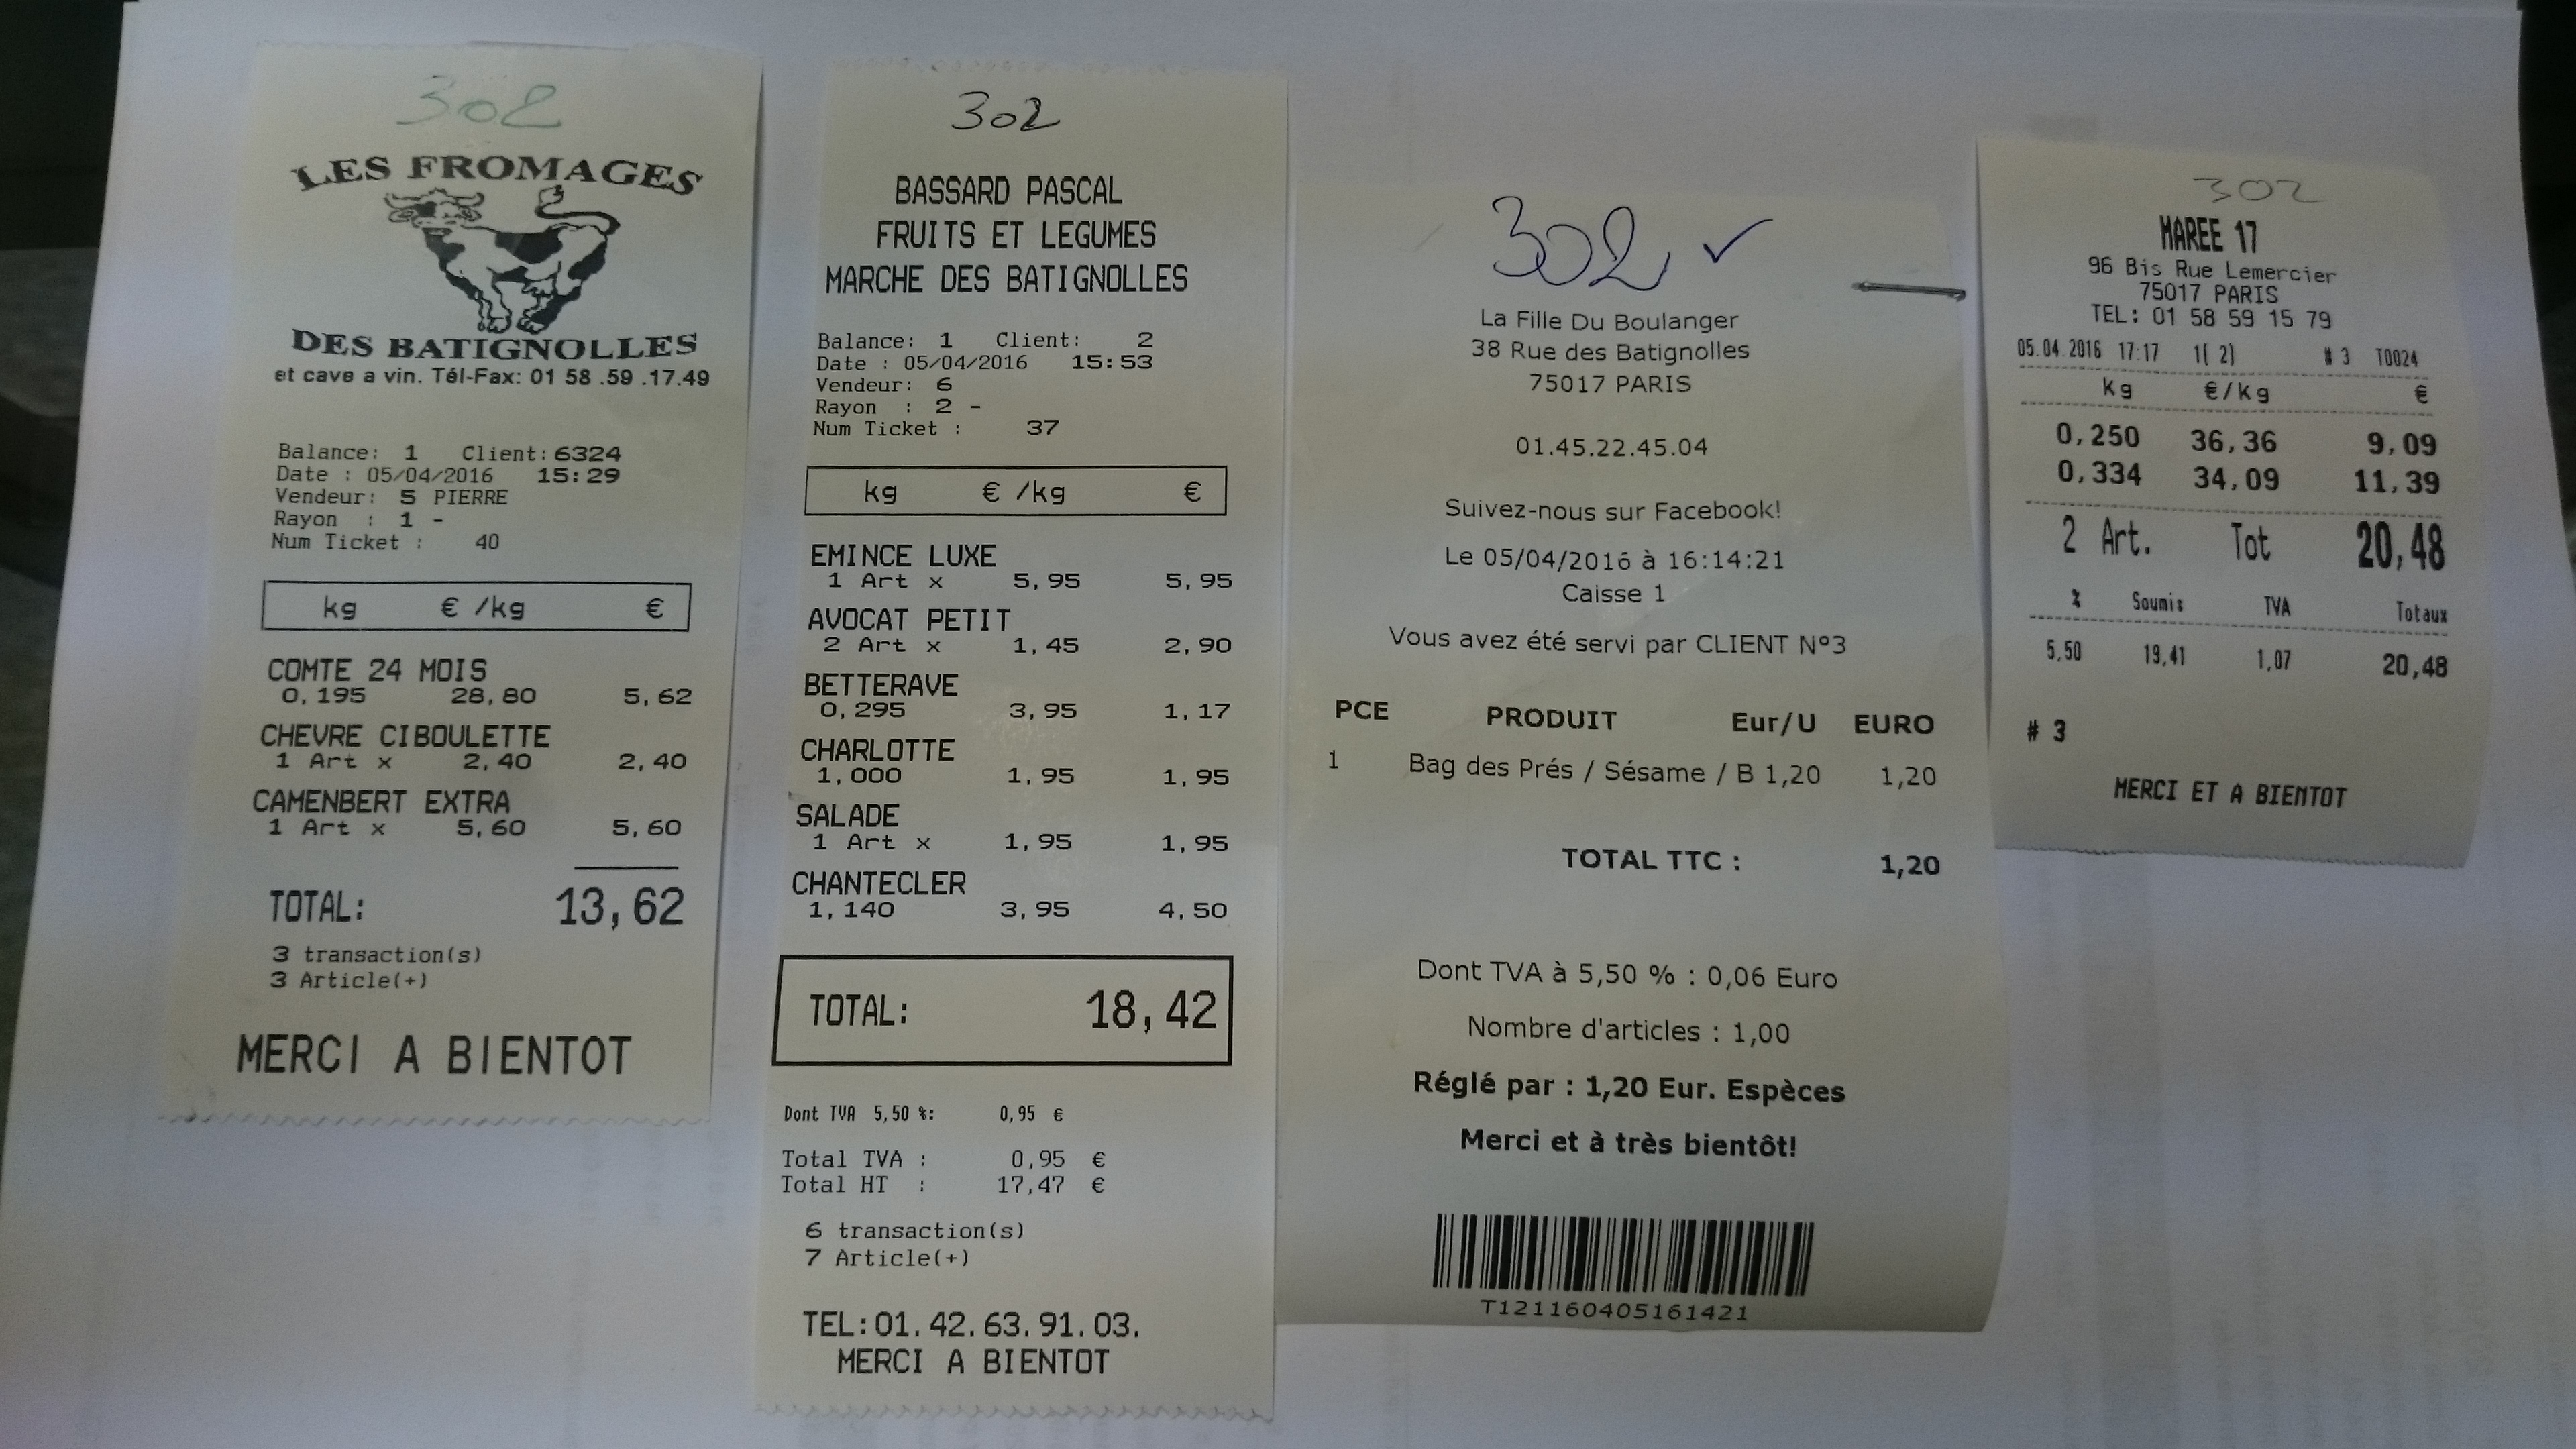 302
LES FROMAGES
DES BATIGNOLLES
et cave a vin. Tél-Fax: 01 58 .59 .17.49
Balance: 1 Client: 6324
Date : 05/04/2016 15:29
Vendeur: 5 PIERRE
Rayon : 1 -
Num Ticket : 40
kg € /kg €
COMTE 24 MOIS
0,195 28,80 5,62
CHEVRE CIBOULETTE
1 Art x 2,40 2,40
CAMENBERT EXTRA
1 Art x 5,60 5,60
TOTAL: 13,62
3 transaction(s)
3 Article(+)
MERCI A BIENTOT
302
BASSARD PASCAL
FRUITS ET LEGUMES
MARCHE DES BATIGNOLLES
Balance: 1 Client: 2
Date : 05/04/2016 15:53
Vendeur: 6
Rayon : 2 -
Num Ticket : 37
kg € /kg €
EMINCE LUXE
1 Art x 5,95 5,95
AVOCAT PETIT
2 Art x 1,45 2,90
BETTERAVE
0,295 3,95 1,17
CHARLOTTE
1,000 1,95 1,95
SALADE
1 Art x 1,95 1,95
CHANTECLER
1,140 3,95 4,50
TOTAL: 18,42
Dont TVA 5,50 %: 0,95 €
Total TVA : 0,95 €
Total HT : 17,47 €
6 transaction(s)
7 Article(+)
TEL:01.42.63.91.03.
MERCI A BIENTOT
302 ✓
La Fille Du Boulanger
38 Rue des Batignolles
75017 PARIS
01.45.22.45.04
Suivez-nous sur Facebook!
Le 05/04/2016 à 16:14:21
Caisse 1
Vous avez été servi par CLIENT N°3
PCE PRODUIT Eur/U EURO
1 Bag des Prés / Sésame / B 1,20 1,20
TOTAL TTC : 1,20
Dont TVA à 5,50 % : 0,06 Euro
Nombre d'articles : 1,00
Réglé par : 1,20 Eur. Espèces
Merci et à très bientôt!
T121160405161421
302
MAREE 17
96 Bis Rue Lemercier
75017 PARIS
TEL: 01 58 59 15 79
05.04.2016 17:17 1( 2) # 3 T0024
kg €/kg €
0,250 36,36 9,09
0,334 34,09 11,39
2 Art. Tot 20,48
% Soumis TVA Totaux
5,50 19,41 1,07 20,48
# 3
MERCI ET A BIENTOT